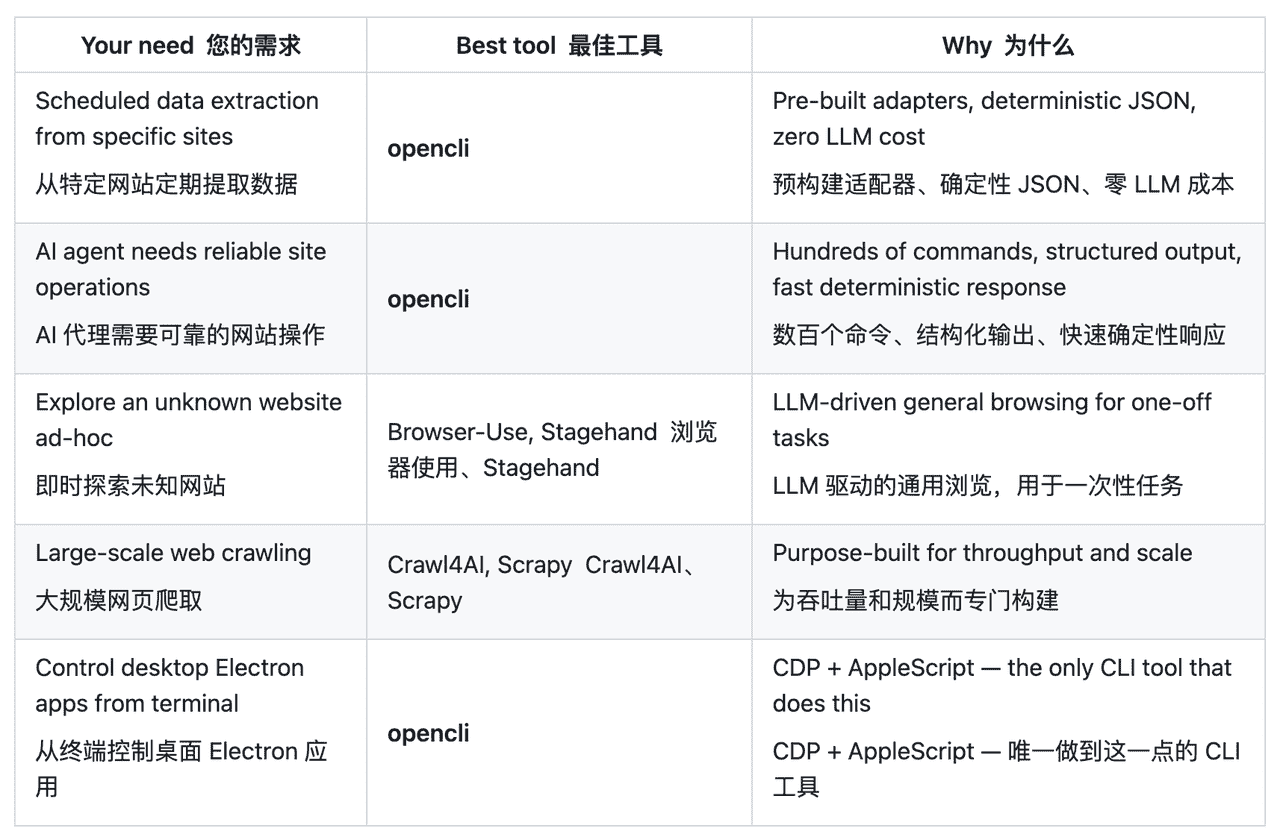 Your need 您的需求
Best tool 最佳工具
Why 为什么
Scheduled data extraction
from specific sites
从特定网站定期提取数据
opencli
Pre-built adapters, deterministic JSON,
zero LLM cost
预构建适配器、确定性 JSON、零 LLM 成本
AI agent needs reliable site
operations
AI 代理需要可靠的网站操作
opencli
Hundreds of commands, structured output,
fast deterministic response
数百个命令、结构化输出、快速确定性响应
Explore an unknown website
ad-hoc
即时探索未知网站
Browser-Use, Stagehand 浏览
器使用、Stagehand
LLM-driven general browsing for one-off
tasks
LLM 驱动的通用浏览，用于一次性任务
Large-scale web crawling
大规模网页爬取
Crawl4AI, Scrapy Crawl4AI、
Scrapy
Purpose-built for throughput and scale
为吞吐量和规模而专门构建
Control desktop Electron
apps from terminal
从终端控制桌面 Electron 应
用
opencli
CDP + AppleScript — the only CLI tool that
does this
CDP + AppleScript — 唯一做到这一点的 CLI
工具